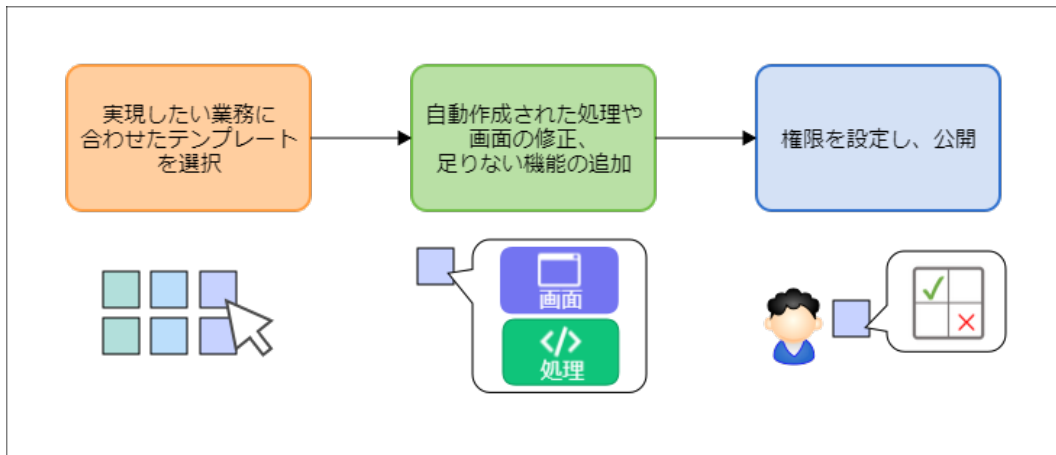 実現したい業務に
合わせたテンプレート
を選択
自動作成された処理や
画面の修正、
足りない機能の追加
権限を設定し、公開
画面
</>
処理